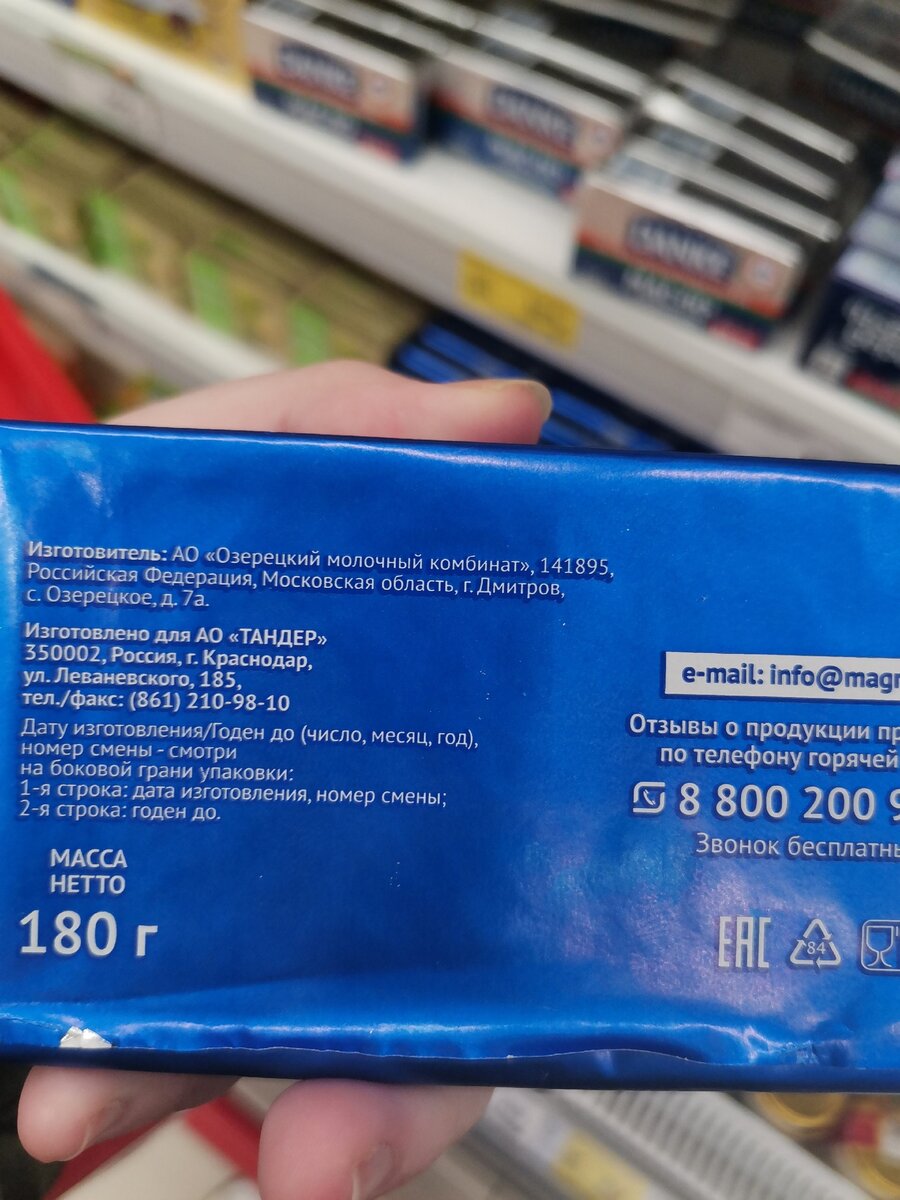 Изготовитель: АО «Озерецкий молочный комбинат», 141895,
Российская Федерация, Московская область, г. Дмитров,
с. Озерецкое, д. 7а.
Изготовлено для АО «ТАНДЕР»
350002, Россия, г. Краснодар,
ул. Леваневского, 185,
тел./факс: (861) 210-98-10
Дату изготовления/Годен до (число, месяц, год),
номер смены - смотри
на боковой грани упаковки:
1-я строка: дата изготовления, номер смены;
2-я строка: годен до.
МАССА
НЕТТО
180 г
e-mail: info@magn
Отзывы о продукции пр
по телефону горячей
8 800 200 9
Звонок бесплатны
EAC
84